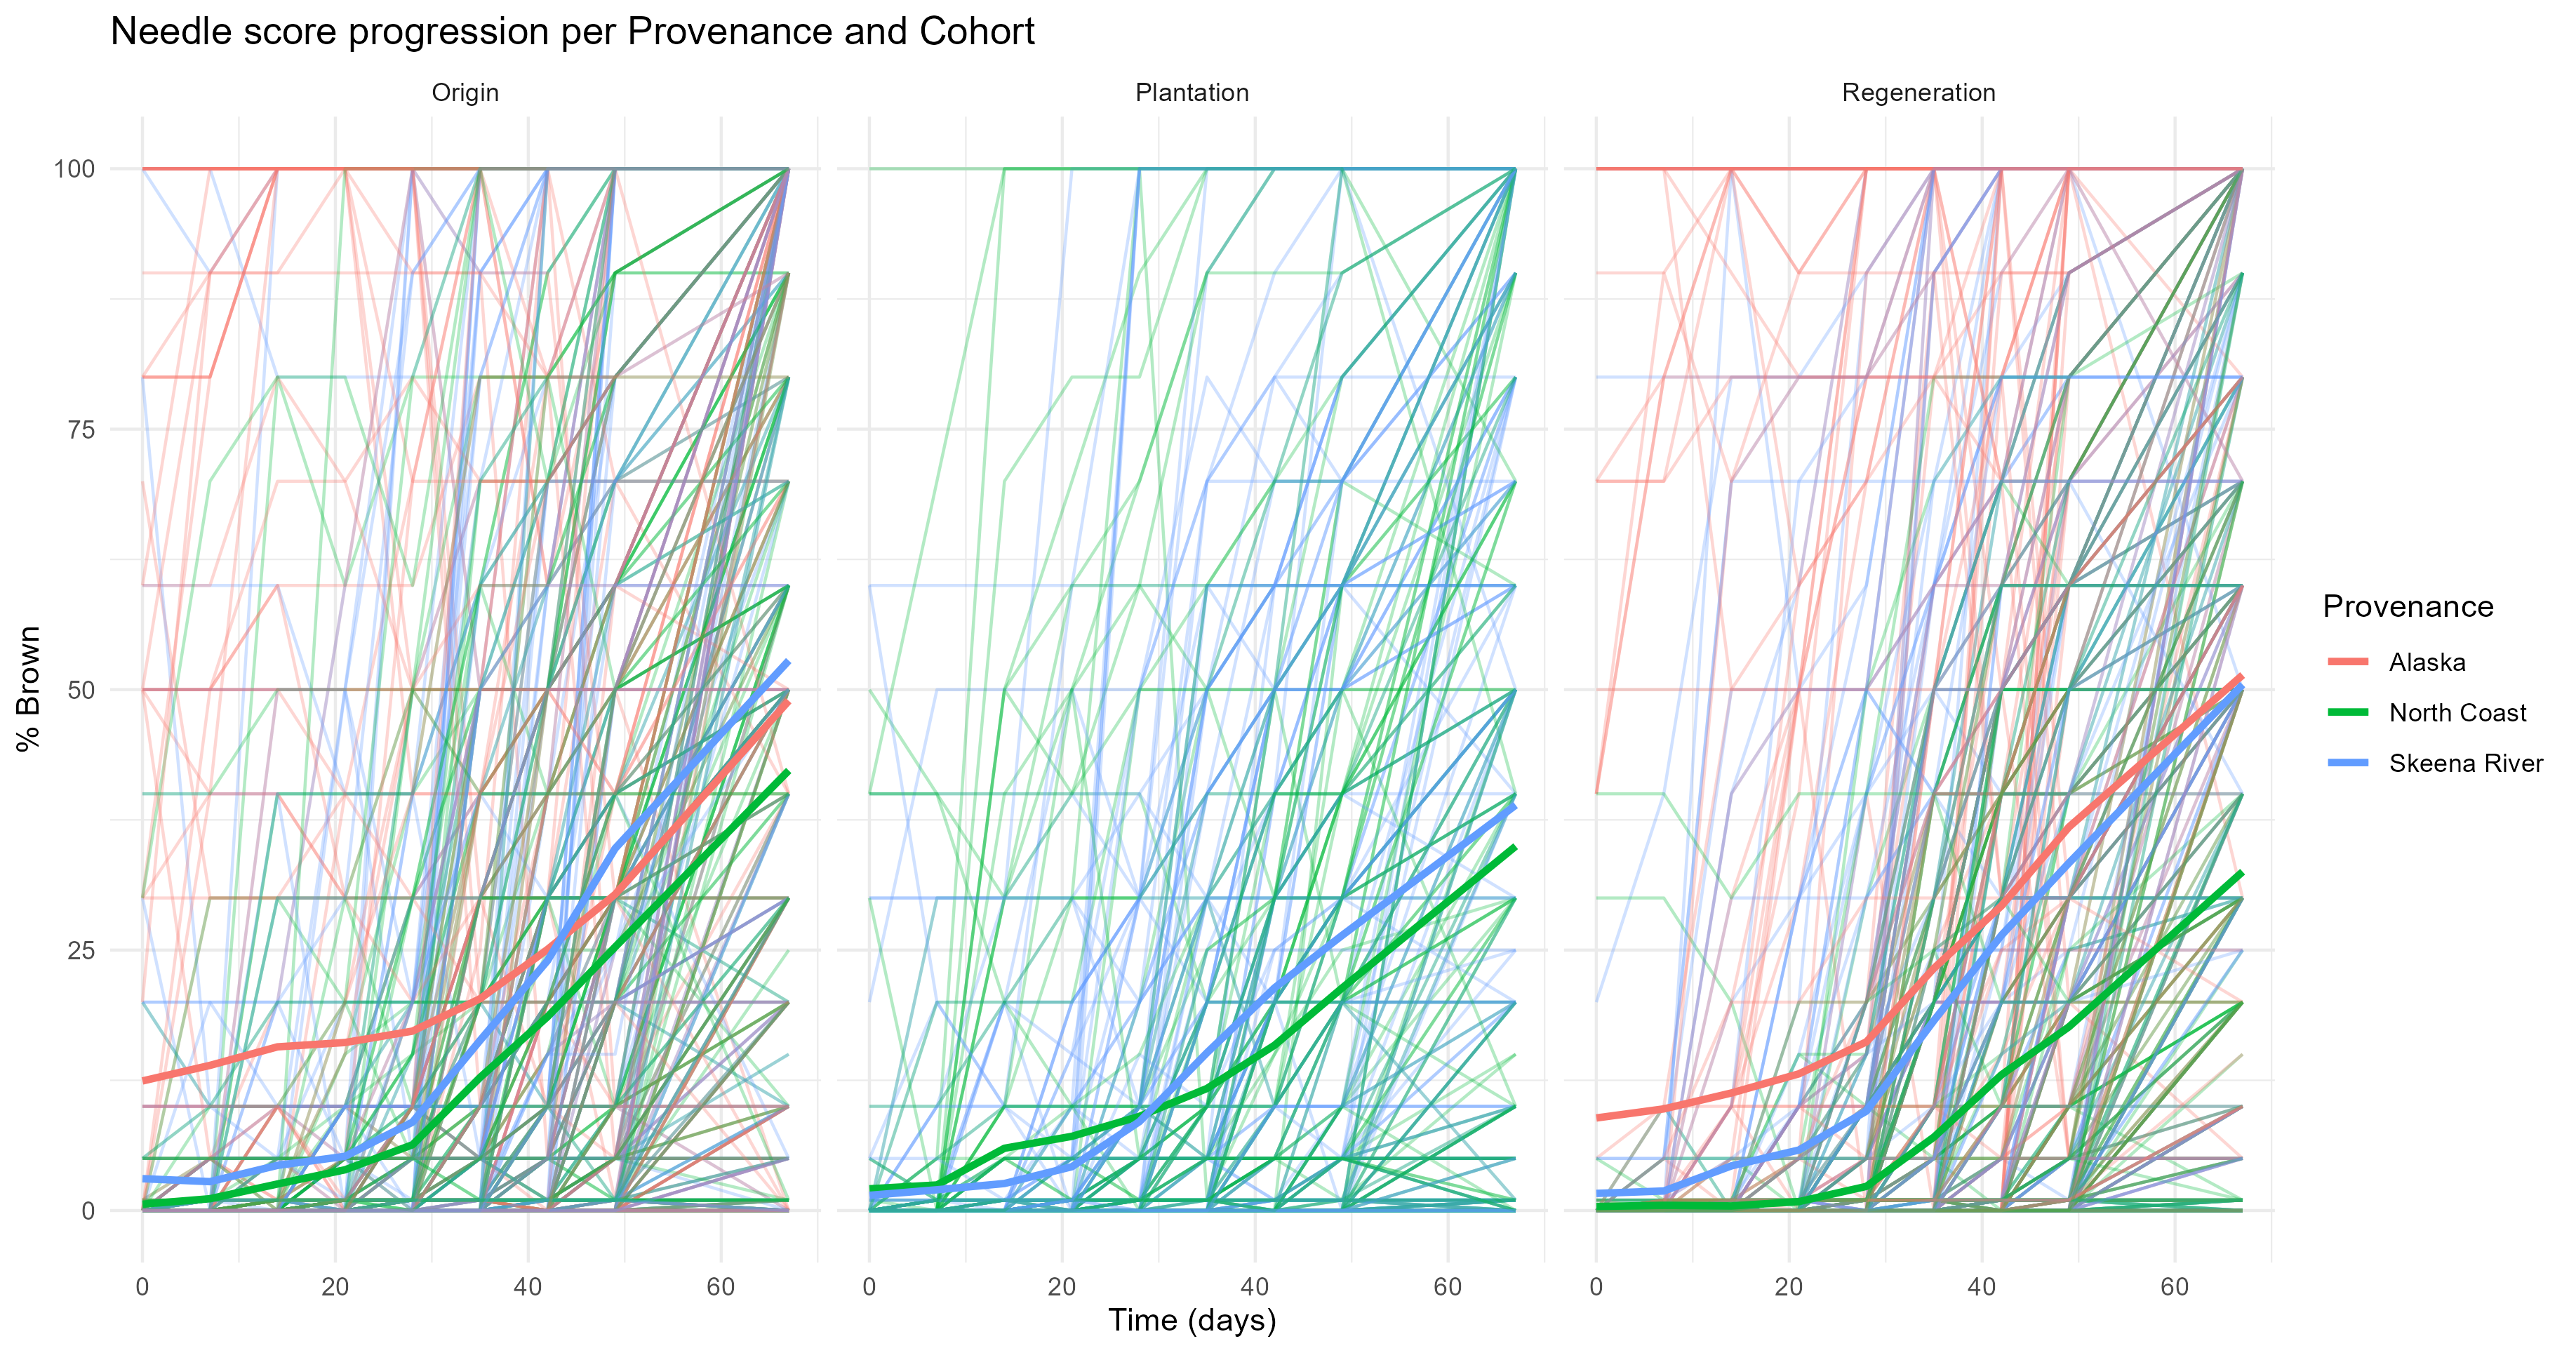 Needle score progression per Provenance and Cohort
Origin
Plantation
Regeneration
% Brown
100
75
50
25
0
0 20 40 60
0 20 40 60
0 20 40 60
Time (days)
Provenance
Alaska
North Coast
Skeena River